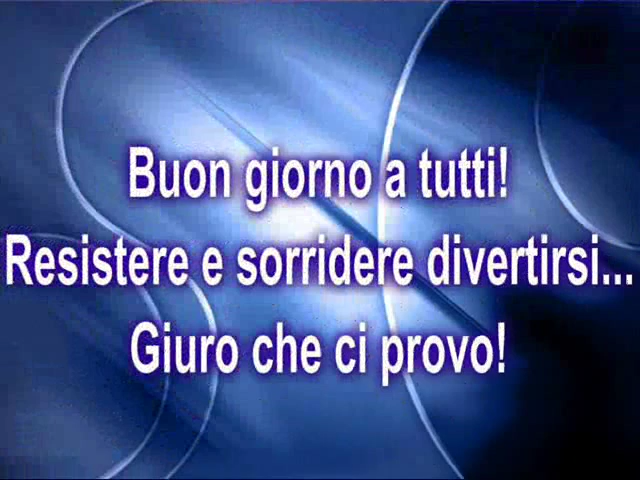 Buon giorno a tutti!
Resistere e sorridere divertirsi...
Giuro che ci provo!